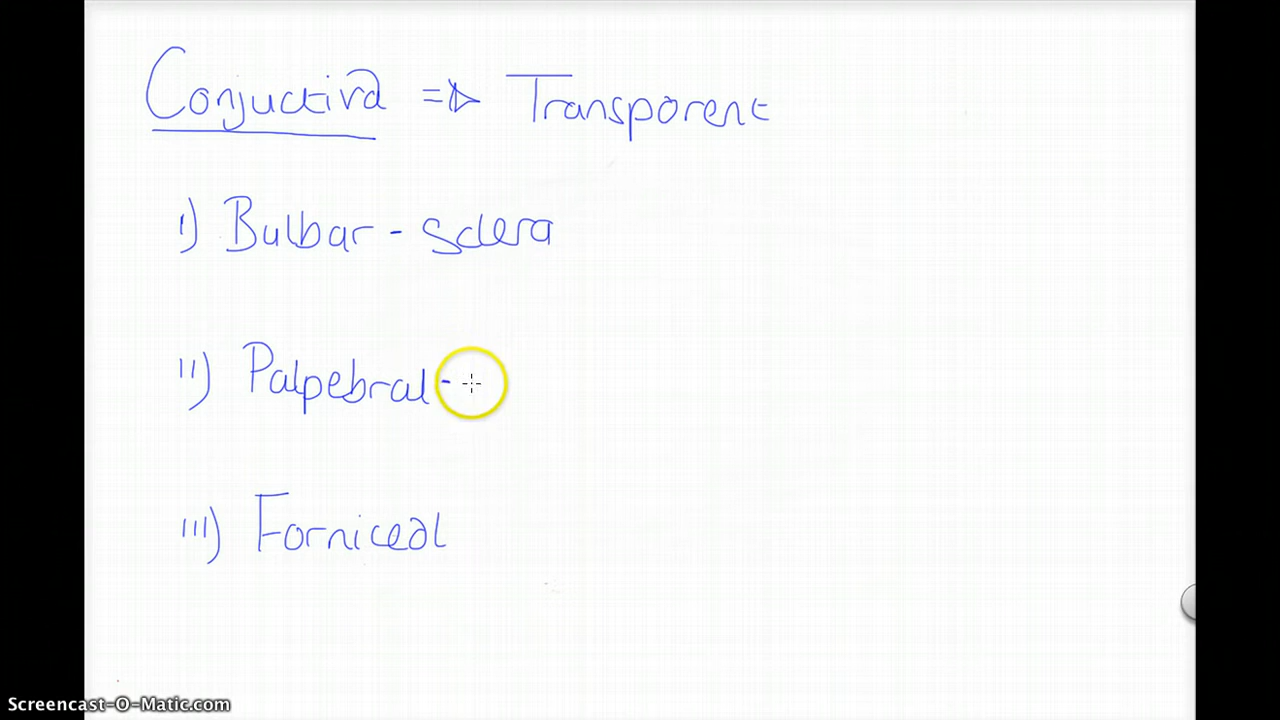 Conjuctiva => Transparent
i) Bulbar - sclera
ii) Palpebral -
iii) Forniceal
Screencast-O-Matic.com